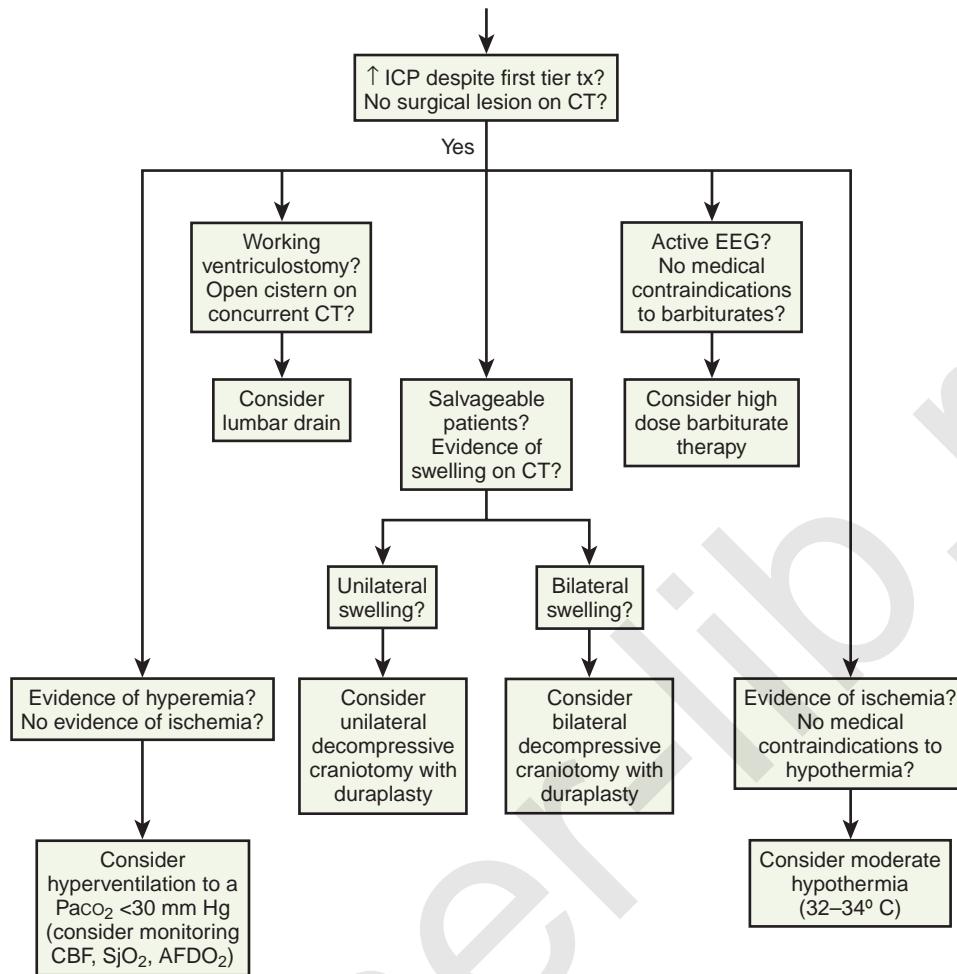 ↑ ICP despite first tier tx?
No surgical lesion on CT?
Yes
Working
ventriculostomy?
Open cistern on
concurrent CT?
Active EEG?
No medical
contraindications
to barbiturates?
Consider
lumbar drain
Salvageable
patients?
Evidence of
swelling on CT?
Consider high
dose barbiturate
therapy
Unilateral
swelling?
Bilateral
swelling?
Evidence of hyperemia?
No evidence of ischemia?
Consider
unilateral
decompressive
craniotomy with
duraplasty
Consider
bilateral
decompressive
craniotomy with
duraplasty
Evidence of ischemia?
No medical
contraindications to
hypothermia?
Consider
hyperventilation to a
PaCO2 <30 mm Hg
(consider monitoring
CBF, SjO2, AFDO2)
Consider moderate
hypothermia
(32–34º C)